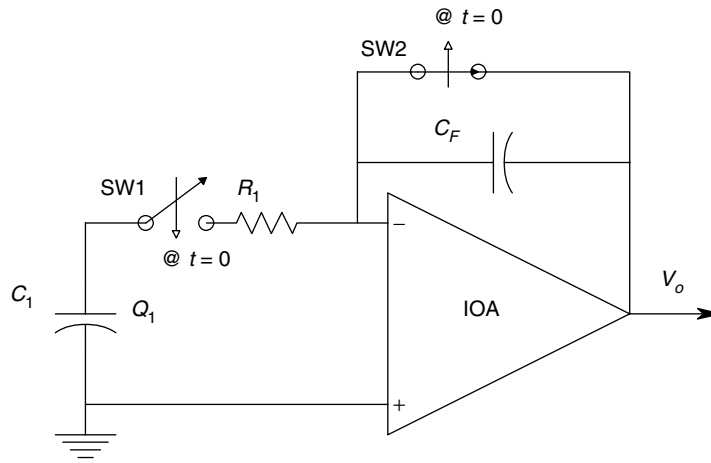 @ t = 0
SW2
C_F
SW1
R_1
−
@ t = 0
C_1
Q_1
IOA
V_o
+